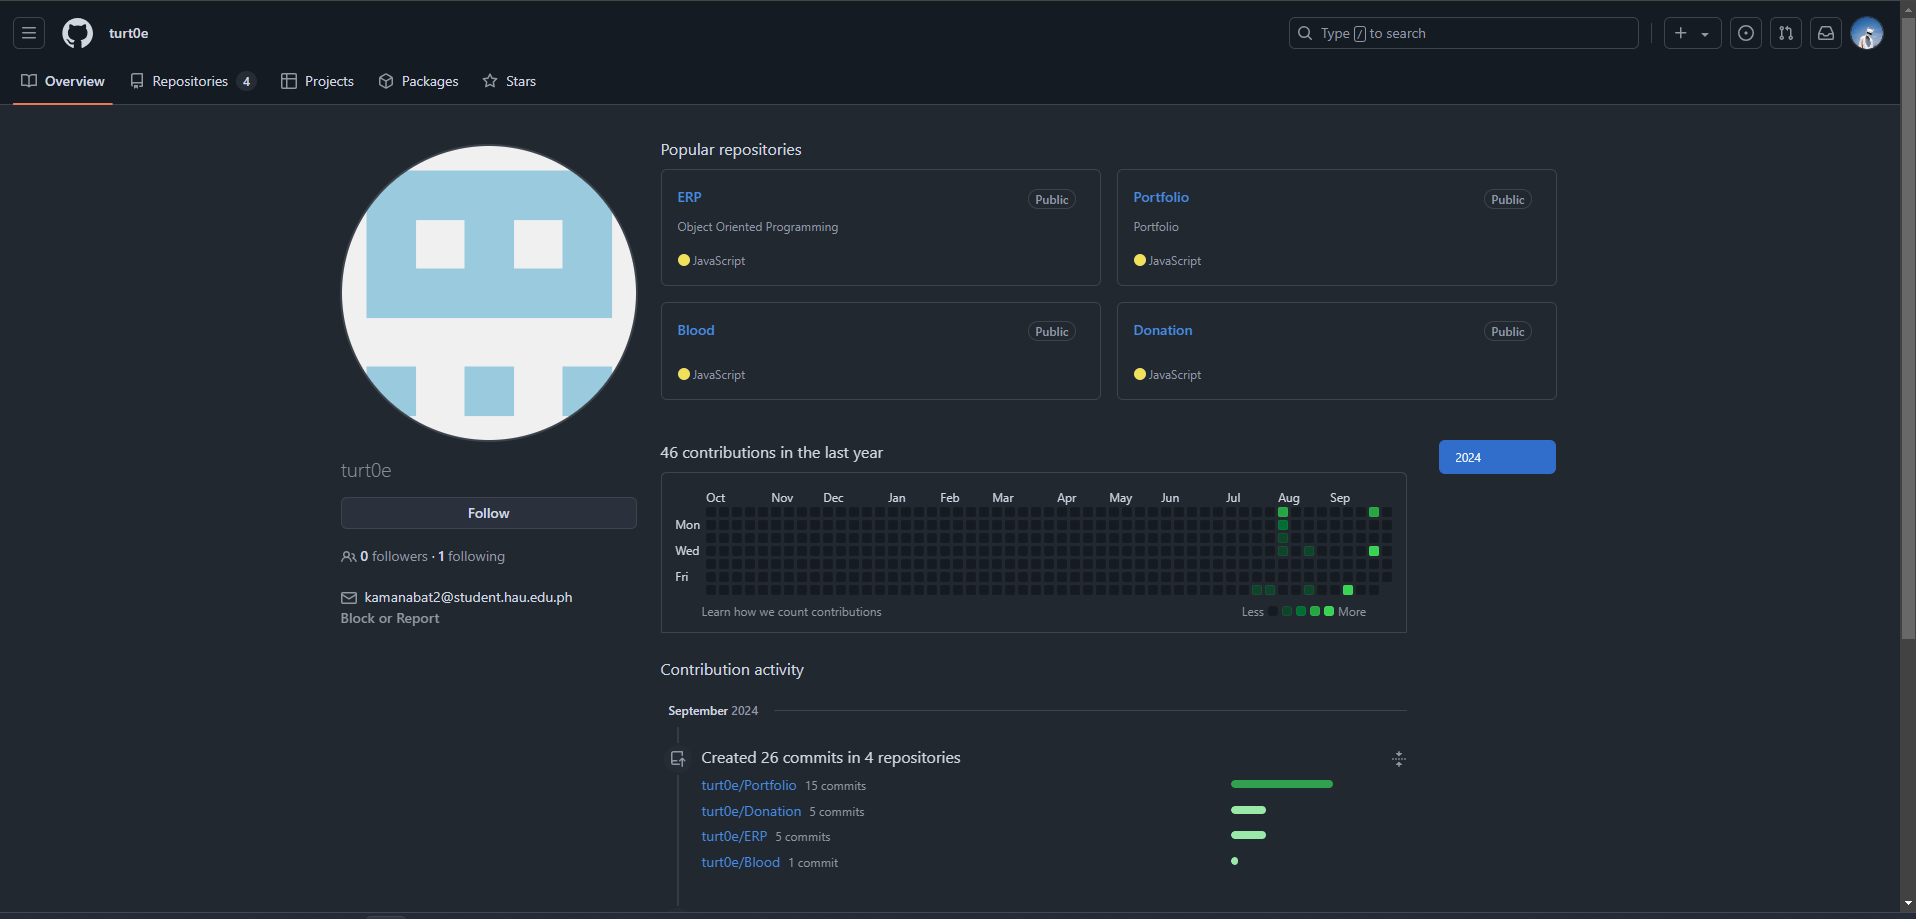 turt0e
Type / to search
Overview
Repositories 4
Projects
Packages
Stars
turt0e
Follow
0 followers · 1 following
kamanabat2@student.hau.edu.ph
Block or Report
Popular repositories
ERP
Public
Object Oriented Programming
JavaScript
Portfolio
Public
Portfolio
JavaScript
Blood
Public
JavaScript
Donation
Public
JavaScript
46 contributions in the last year
2024
Oct Nov Dec Jan Feb Mar Apr May Jun Jul Aug Sep
Mon
Wed
Fri
Learn how we count contributions
Less More
Contribution activity
September 2024
Created 26 commits in 4 repositories
turt0e/Portfolio 15 commits
turt0e/Donation 5 commits
turt0e/ERP 5 commits
turt0e/Blood 1 commit